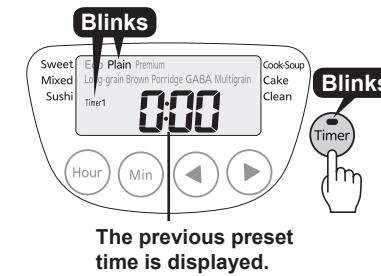 Blinks
Sweet Eco Plain Premium Cook·Soup
Mixed Long-grain Brown Porridge GABA Multigrain Cake
Sushi Timer1 Clean
0:00
Blinks
Timer
Hour Min
The previous preset
time is displayed.